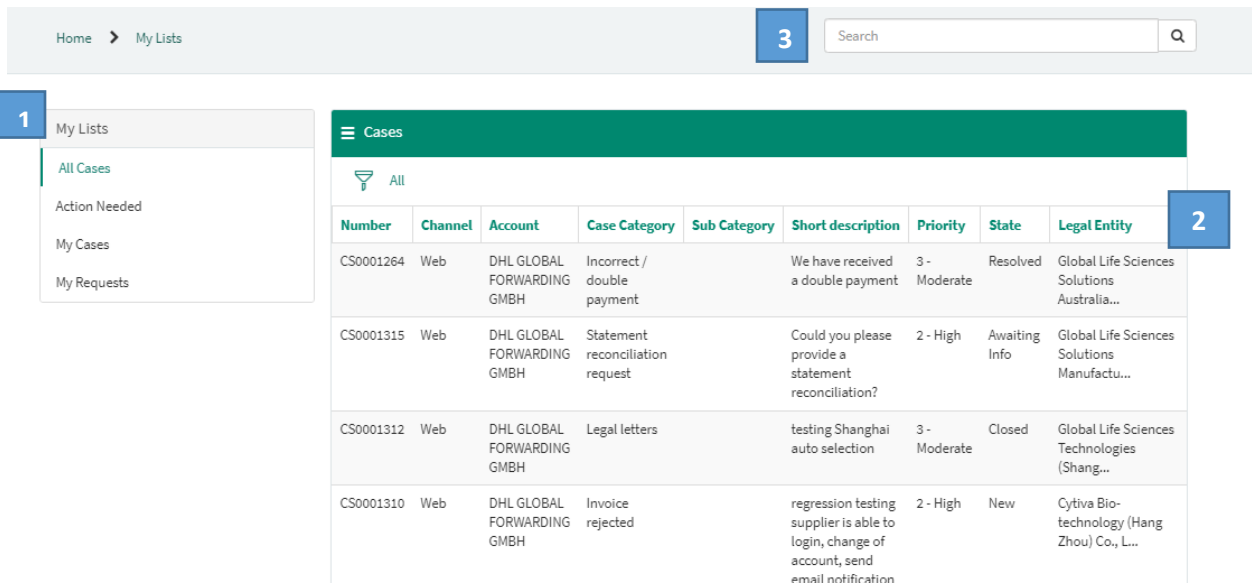 Home > My Lists
3
Search
1
My Lists
All Cases
Action Needed
My Cases
My Requests
Cases
All
2
Number Channel Account Case Category Sub Category Short description Priority State Legal Entity
CS0001264 Web DHL GLOBAL Incorrect / We have received 3 - Resolved Global Life Sciences
FORWARDING double a double payment Moderate Solutions
GMBH payment Australia...
CS0001315 Web DHL GLOBAL Statement Could you please 2 - High Awaiting Global Life Sciences
FORWARDING reconciliation provide a Info Solutions
GMBH request statement Manufactu...
reconciliation?
CS0001312 Web DHL GLOBAL Legal letters testing Shanghai 3 - Closed Global Life Sciences
FORWARDING auto selection Moderate Technologies
GMBH (Shang...
CS0001310 Web DHL GLOBAL Invoice regression testing 2 - High New Cytiva Bio-
FORWARDING rejected supplier is able to technology (Hang
GMBH login, change of Zhou) Co., L...
account, send
email notification